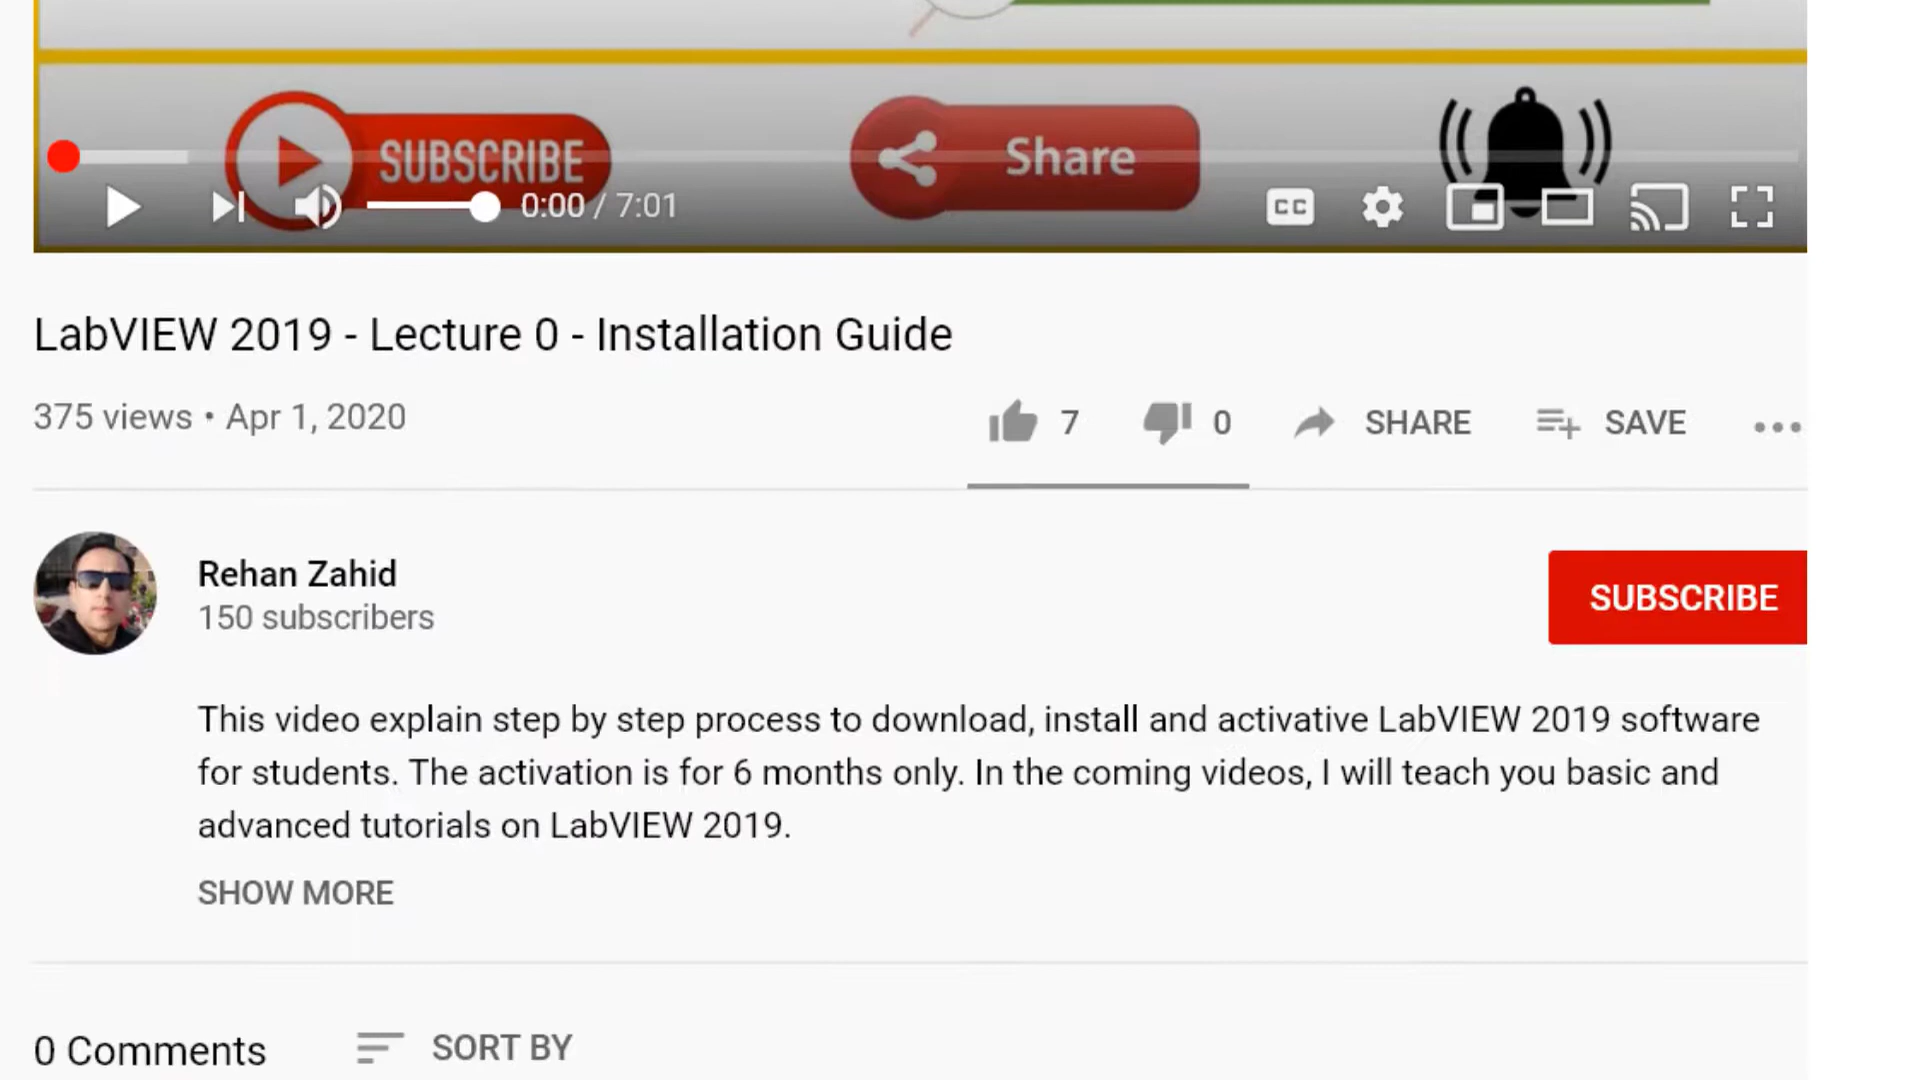 SUBSCRIBE
Share
0:00 / 7:01
CC
LabVIEW 2019 - Lecture 0 - Installation Guide
375 views • Apr 1, 2020
7 0 SHARE SAVE
Rehan Zahid
150 subscribers
SUBSCRIBE
This video explain step by step process to download, install and activative LabVIEW 2019 software
for students. The activation is for 6 months only. In the coming videos, I will teach you basic and
advanced tutorials on LabVIEW 2019.
SHOW MORE
0 Comments SORT BY